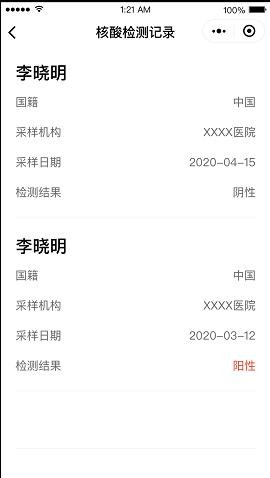 1:21 AM
100%
核酸检测记录
李晓明
国籍 中国
采样机构 XXXX医院
采样日期 2020-04-15
检测结果 阴性
李晓明
国籍 中国
采样机构 XXXX医院
采样日期 2020-03-12
检测结果 阳性